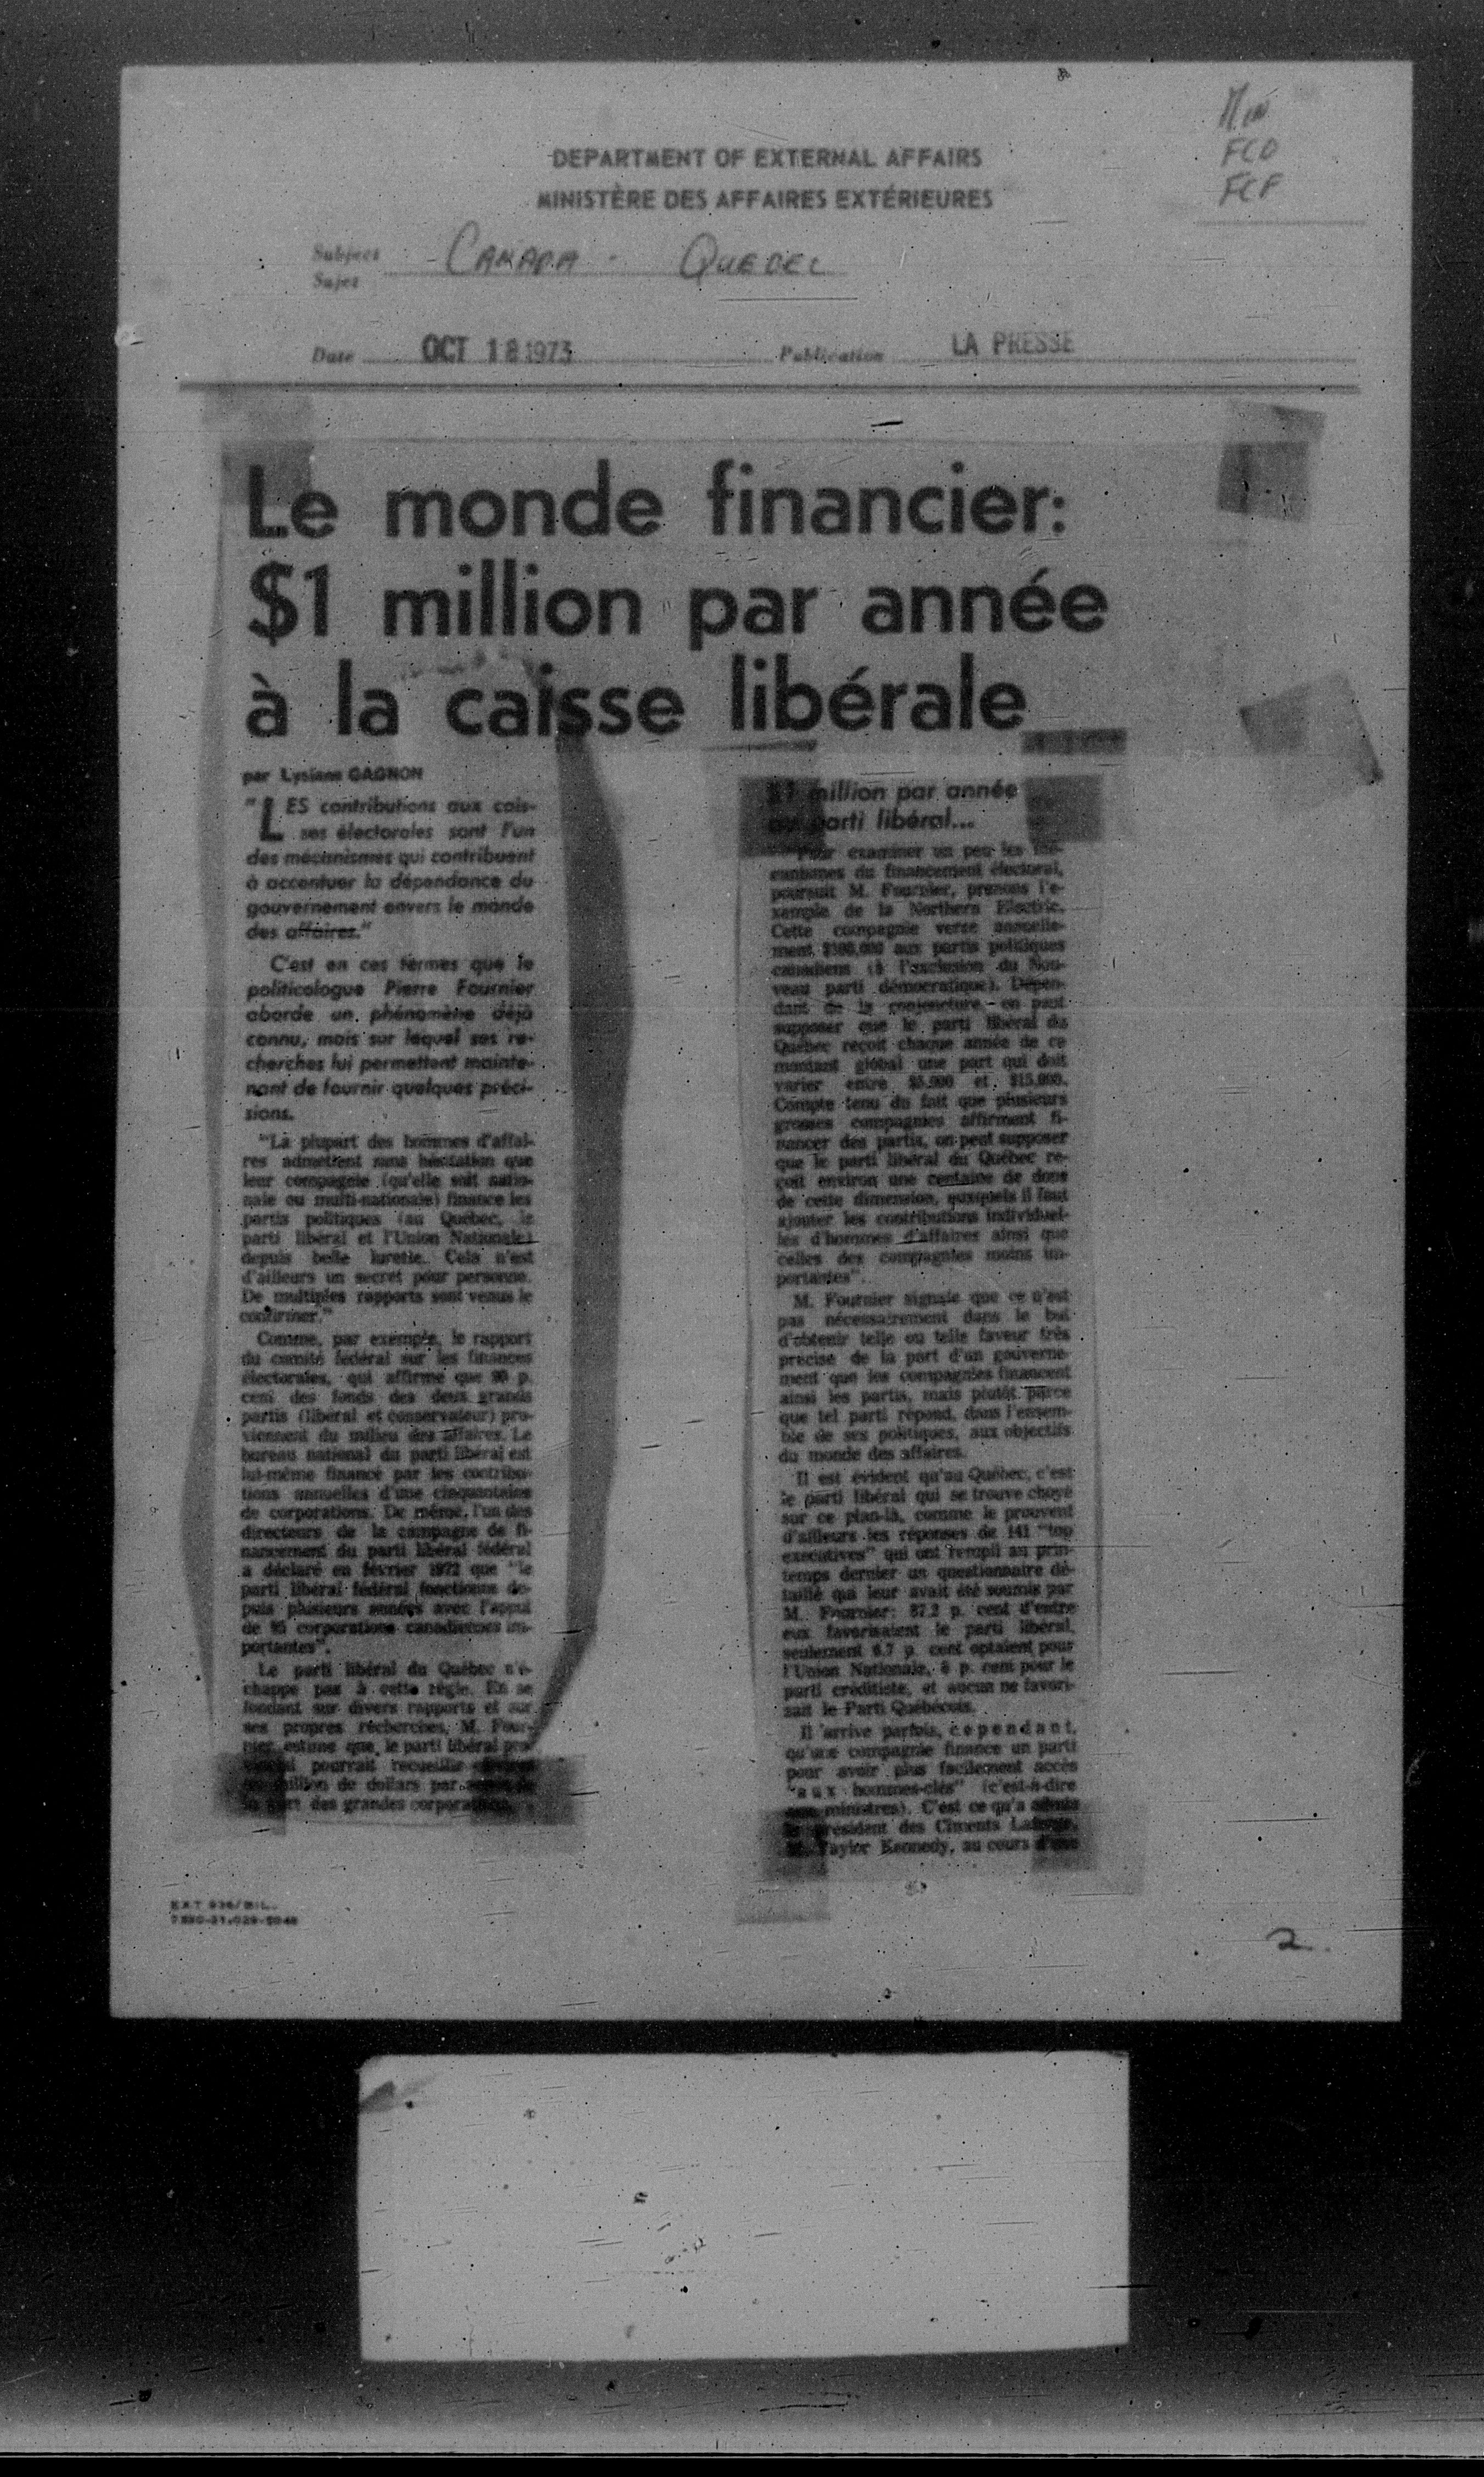 Min
FCO
FCF
DEPARTMENT OF EXTERNAL AFFAIRS
MINISTÈRE DES AFFAIRES EXTÉRIEURES
Subject
Sujet
CANADA - QUEBEC
Date OCT 18 1973 Publication LA PRESSE
Le monde financier:
$1 million par année
à la caisse libérale
par Lysiane GAGNON
"LES contributions aux cais-
ses électorales sont l'un
des mécanismes qui contribuent
à accentuer la dépendance du
gouvernement envers le monde
des affaires."
C'est en ces termes que le
politicologue Pierre Fournier
aborde un phénomène déjà
connu, mais sur lequel ses re-
cherches lui permettent mainte-
nant de fournir quelques préci-
sions.
"La plupart des hommes d'affai-
res admettent sans hésitation que
leur compagnie (qu'elle soit natio-
nale ou multi-nationale) finance les
partis politiques (au Québec, le
parti libéral et l'Union Nationale)
depuis belle lurette. Cela n'est
d'ailleurs un secret pour personne.
De multiples rapports sont venus le
confirmer."
Comme, par exemple, le rapport
du comité fédéral sur les finances
électorales, qui affirme que 90 p.
cent des fonds des deux grands
partis (libéral et conservateur) pro-
viennent du milieu des affaires. Le
bureau national du parti libéral est
lui-même financé par les contribu-
tions annuelles d'une cinquantaine
de corporations. De même, l'un des
directeurs de la campagne de fi-
nancement du parti libéral fédéral
a déclaré en février 1972 que "le
parti libéral fédéral fonctionne de-
puis plusieurs années avec l'appui
de 95 corporations canadiennes im-
portantes".
Le parti libéral du Québec n'é-
chappe pas à cette règle. En se
fondant sur divers rapports et sur
ses propres recherches, M. Four-
nier estime que le parti libéral pro-
pourrait recueillir
million de dollars par
part des grandes corporations.
$1 million par année
au parti libéral...
"Pour examiner un peu les mé-
canismes du financement électoral,
poursuit M. Fournier, prenons l'e-
xemple de la Northern Electric.
Cette compagnie verse annuelle-
ment $100,000 aux partis politiques
canadiens (à l'exclusion du Nou-
veau parti démocratique). Dépen-
dant de la conjoncture, on peut
supposer que le parti libéral du
Québec reçoit chaque année de ce
montant global une part qui doit
varier entre $5,000 et $15,000.
Compte tenu du fait que plusieurs
grosses compagnies affirment fi-
nancer des partis, on peut supposer
que le parti libéral du Québec re-
çoit environ une centaine de dons
de cette dimension, auxquels il faut
ajouter les contributions individuel-
les d'hommes d'affaires ainsi que
celles des compagnies moins im-
portantes".
M. Fournier signale que ce n'est
pas nécessairement dans le but
d'obtenir telle ou telle faveur très
précise de la part d'un gouverne-
ment que les compagnies financent
ainsi les partis, mais plutôt parce
que tel parti répond, dans l'ensem-
ble de ses politiques, aux objectifs
du monde des affaires.
Il est évident qu'au Québec, c'est
le parti libéral qui se trouve choyé
sur ce plan-là, comme le prouvent
d'ailleurs les réponses de 141 "top
executives" qui ont rempli au prin-
temps dernier un questionnaire dé-
taillé qui leur avait été soumis par
M. Fournier: 87.2 p. cent d'entre
eux favorisaient le parti libéral,
seulement 6.7 p. cent optaient pour
l'Union Nationale, 6 p. cent pour le
parti créditiste, et aucun ne favori-
sait le Parti Québécois.
Il arrive parfois, cependant,
qu'une compagnie finance un parti
pour avoir plus facilement accès
"aux hommes-clés" (c'est-à-dire
aux ministres). C'est ce qu'a admis
le président des Ciments Lafarge,
M. Taylor Kennedy, au cours d'une
2.